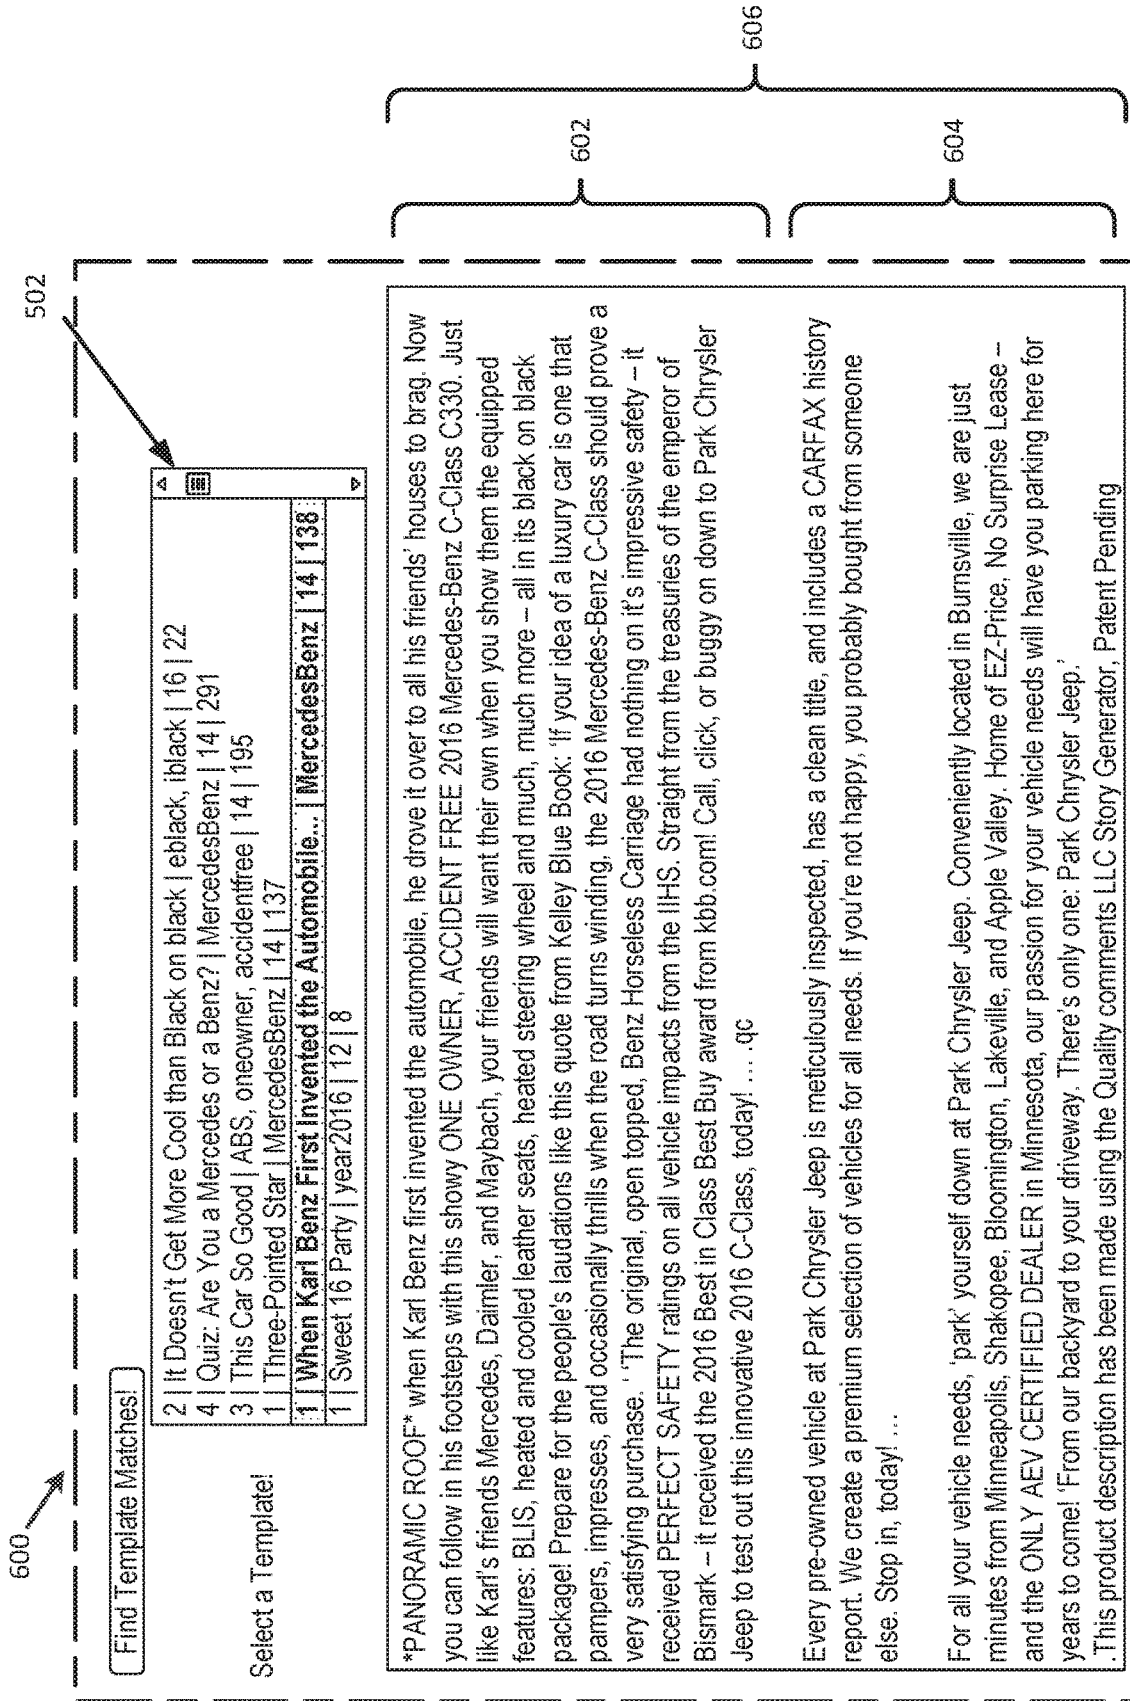 600
502
Find Template Matches!
Select a Template!
2 | It Doesn't Get More Cool than Black on black | eblack, iblack | 16 | 22
4 | Quiz: Are You a Mercedes or a Benz? | MercedesBenz | 14 | 291
3 | This Car So Good | ABS, oneowner, accidentfree | 14 | 195
1 | Three-Pointed Star | MercedesBenz | 14 | 137
1 | When Karl Benz First Invented the Automobile... | MercedesBenz | 14 | 138
1 | Sweet 16 Party | year2016 | 12 | 8
*PANORAMIC ROOF* when Karl Benz first invented the automobile, he drove it over to all his friends' houses to brag. Now
you can follow in his footsteps with this showy ONE OWNER, ACCIDENT FREE 2016 Mercedes-Benz C-Class C330. Just
like Karl's friends Mercedes, Daimler, and Maybach, your friends will want their own when you show them the equipped
features: BLIS, heated and cooled leather seats, heated steering wheel and much, much more – all in its black on black
package! Prepare for the people's laudations like this quote from Kelley Blue Book: 'If your idea of a luxury car is one that
pampers, impresses, and occasionally thrills when the road turns winding, the 2016 Mercedes-Benz C-Class should prove a
very satisfying purchase. ' 'The original, open topped, Benz Horseless Carriage had nothing on it's impressive safety – it
received PERFECT SAFETY ratings on all vehicle impacts from the IIHS. Straight from the treasuries of the emperor of
Bismark – it received the 2016 Best in Class Best Buy award from kbb.com! Call, click, or buggy on down to Park Chrysler
Jeep to test out this innovative 2016 C-Class, today! ... .qc
Every pre-owned vehicle at Park Chrysler Jeep is meticulously inspected, has a clean title, and includes a CARFAX history
report. We create a premium selection of vehicles for all needs. If you're not happy, you probably bought from someone
else. Stop in, today! ...
For all your vehicle needs, 'park' yourself down at Park Chrysler Jeep. Conveniently located in Burnsville, we are just
minutes from Minneapolis, Shakopee, Bloomington, Lakeville, and Apple Valley. Home of EZ-Price, No Surprise Lease –
and the ONLY AEV CERTIFIED DEALER in Minnesota, our passion for your vehicle needs will have you parking here for
years to come! 'From our backyard to your driveway. There's only one: Park Chrysler Jeep.'
.This product description has been made using the Quality comments LLC Story Generator, Patent Pending
602
604
606